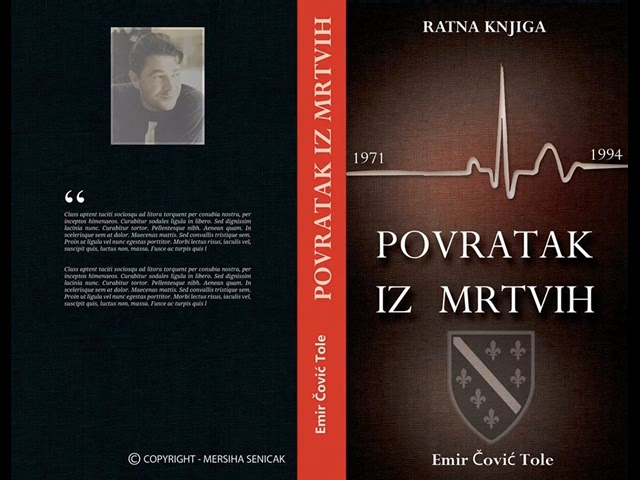 “
Class aptent taciti sociosqu ad litora torquent per conubia nostra, per
inceptos himenaeos. Curabitur sodales ligula in libero. Sed dignissim
lacinia nunc. Curabitur tortor. Pellentesque nibh. Aenean quam. In
scelerisque sem at dolor. Maecenas mattis. Sed convallis tristique sem.
Proin ut ligula vel nunc egestas porttitor. Morbi lectus risus, iaculis vel,
suscipit quis, luctus non, massa. Fusce ac turpis quis l
Class aptent taciti sociosqu ad litora torquent per conubia nostra, per
inceptos himenaeos. Curabitur sodales ligula in libero. Sed dignissim
lacinia nunc. Curabitur tortor. Pellentesque nibh. Aenean quam. In
scelerisque sem at dolor. Maecenas mattis. Sed convallis tristique sem.
Proin ut ligula vel nunc egestas porttitor. Morbi lectus risus, iaculis vel,
suscipit quis, luctus non, massa. Fusce ac turpis quis l
© COPYRIGHT - MERSIHA SENICAK
POVRATAK IZ MRTVIH
Emir Čović Tole
RATNA KNJIGA
1971
1994
POVRATAK
IZ MRTVIH
Emir Čović Tole